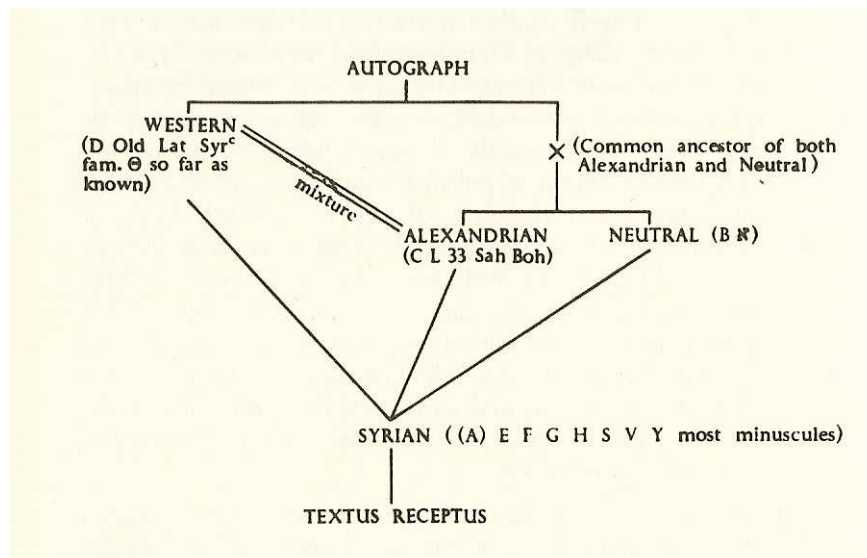 AUTOGRAPH
WESTERN
(D Old Lat Syrᶜ
fam. Θ so far as
known)
mixture
× (Common ancestor of both
Alexandrian and Neutral)
ALEXANDRIAN
(C L 33 Sah Boh)
NEUTRAL (B ℵ)
SYRIAN ((A) E F G H S V Y most minuscules)
TEXTUS RECEPTUS